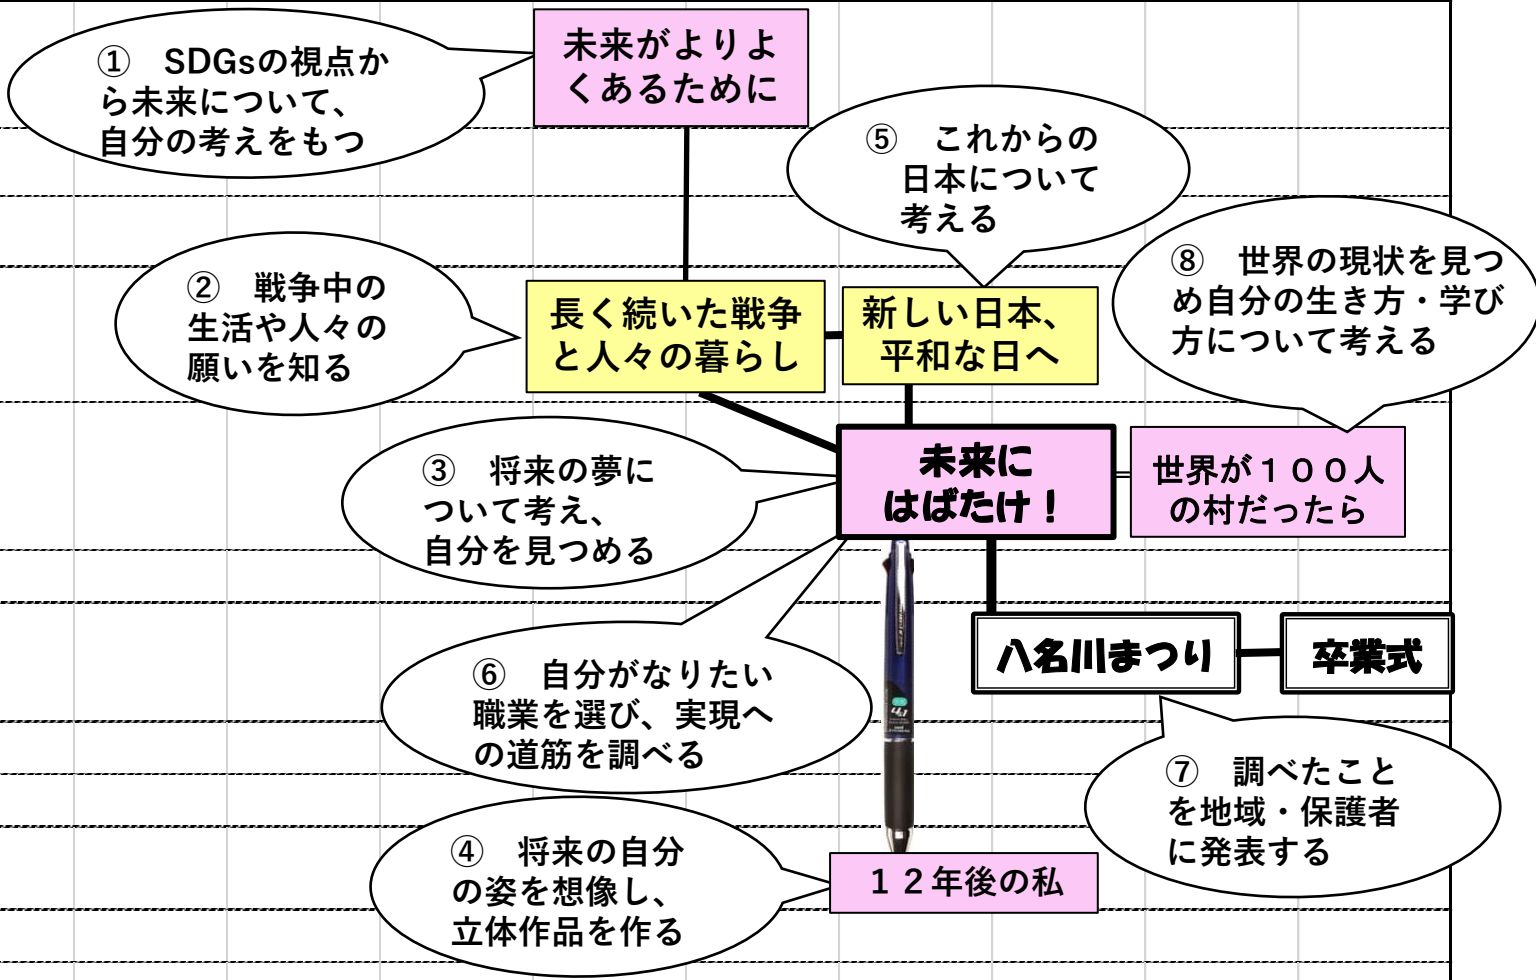 ① SDGsの視点か
ら未来について、
自分の考えをもつ
未来がよりよ
くあるために
⑤ これからの
日本について
考える
② 戦争中の
生活や人々の
願いを知る
長く続いた戦争
と人々の暮らし
新しい日本、
平和な日へ
⑧ 世界の現状を見つ
め自分の生き方・学び
方について考える
③ 将来の夢に
ついて考え、
自分を見つめる
未来に
はばたけ！
世界が１００人
の村だったら
⑥ 自分がなりたい
職業を選び、実現へ
の道筋を調べる
八名川まつり
卒業式
⑦ 調べたこと
を地域・保護者
に発表する
④ 将来の自分
の姿を想像し、
立体作品を作る
１２年後の私